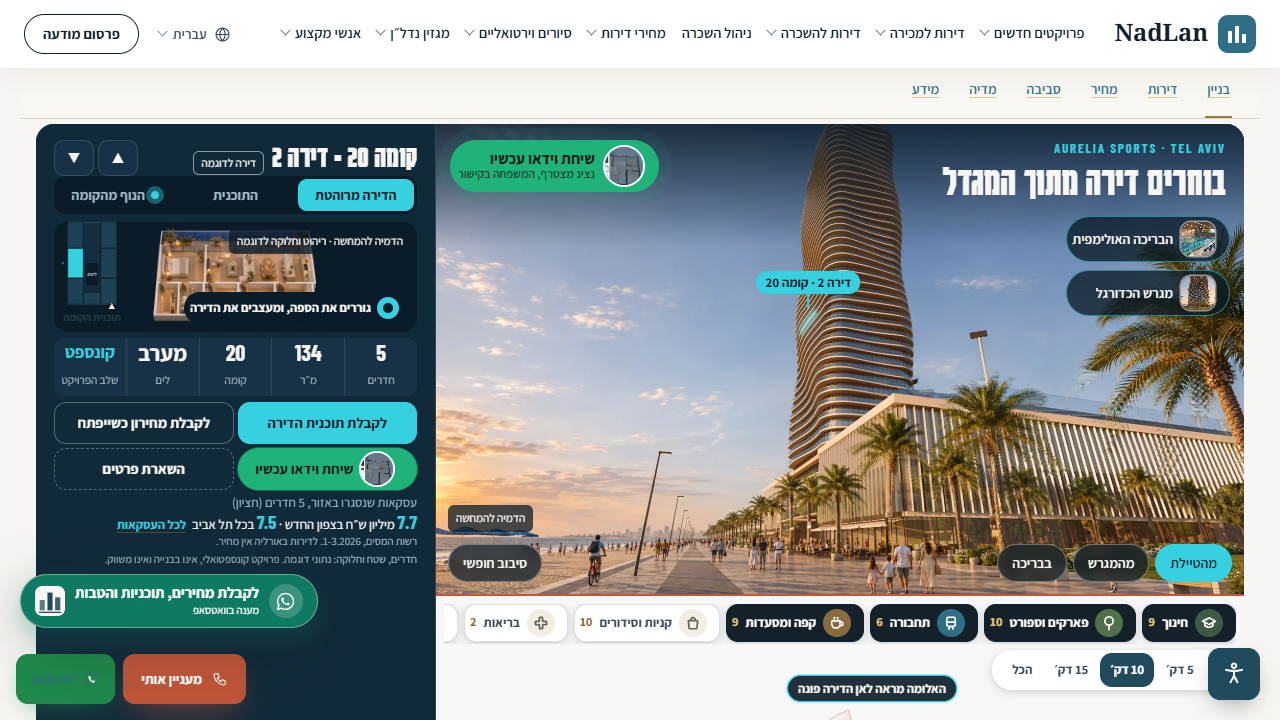 NadLan
פרויקטים חדשים
דירות למכירה
דירות להשכרה
ניהול השכרה
מחירי דירות
סיורים וירטואליים
מגזין נדל״ן
אנשי מקצוע
עברית
פרסום מודעה
בניין
דירות
מחיר
סביבה
מדיה
מידע
AURELIA SPORTS · TEL AVIV
בוחרים דירה מתוך המגדל
הבריכה האולימפית
מגרש הכדורגל
שיחת וידאו עכשיו
נציג מצטרף, המשפחה בקישור
דירה 2 · קומה 20
הדמיה להמחשה
סיבוב חופשי
מהטיילת
מהמגרש
בבריכה
קומה 20 - דירה 2
דירה לדוגמה
▲
▼
הדירה מרוהטת
התוכנית
הנוף מהקומה
הדמיה להמחשה · ריהוט וחלוקה לדוגמה
גוררים את הספה, ומעצבים את הדירה
תוכנית הקומה
5
חדרים
134
מ״ר
20
קומה
מערב
לים
קונספט
שלב הפרויקט
לקבלת תוכנית הדירה
לקבלת מחירון כשייפתח
שיחת וידאו עכשיו
השארת פרטים
עסקאות שנסגרו באזור, 5 חדרים (חציון)
7.7 מיליון ש״ח בצפון החדש · 7.5 בכל תל אביב לכל העסקאות
רשות המסים, 1-3.2026. לדירות באורליה אין מחיר.
חדרים, שטח וחלוקה: נתוני דוגמה. פרויקט קונספטואלי, אינו בבנייה ואינו משווק.
לקבלת מחירים, תוכניות והטבות
מענה בוואטסאפ
מעניין אותי
חינוך 9
פארקים וספורט 10
תחבורה 6
קפה ומסעדות 9
קניות וסידורים 10
בריאות 2
5 דק׳
10 דק׳
15 דק׳
הכל
האלומה מראה לאן הדירה פונה